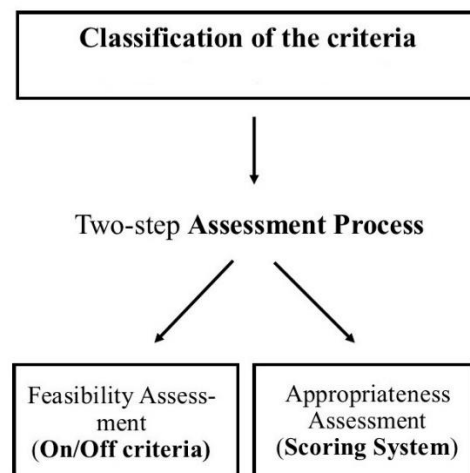 Classification of the criteria
Two-step Assessment Process
Feasibility Assess-
ment
(On/Off criteria)
Appropriateness
Assessment
(Scoring System)